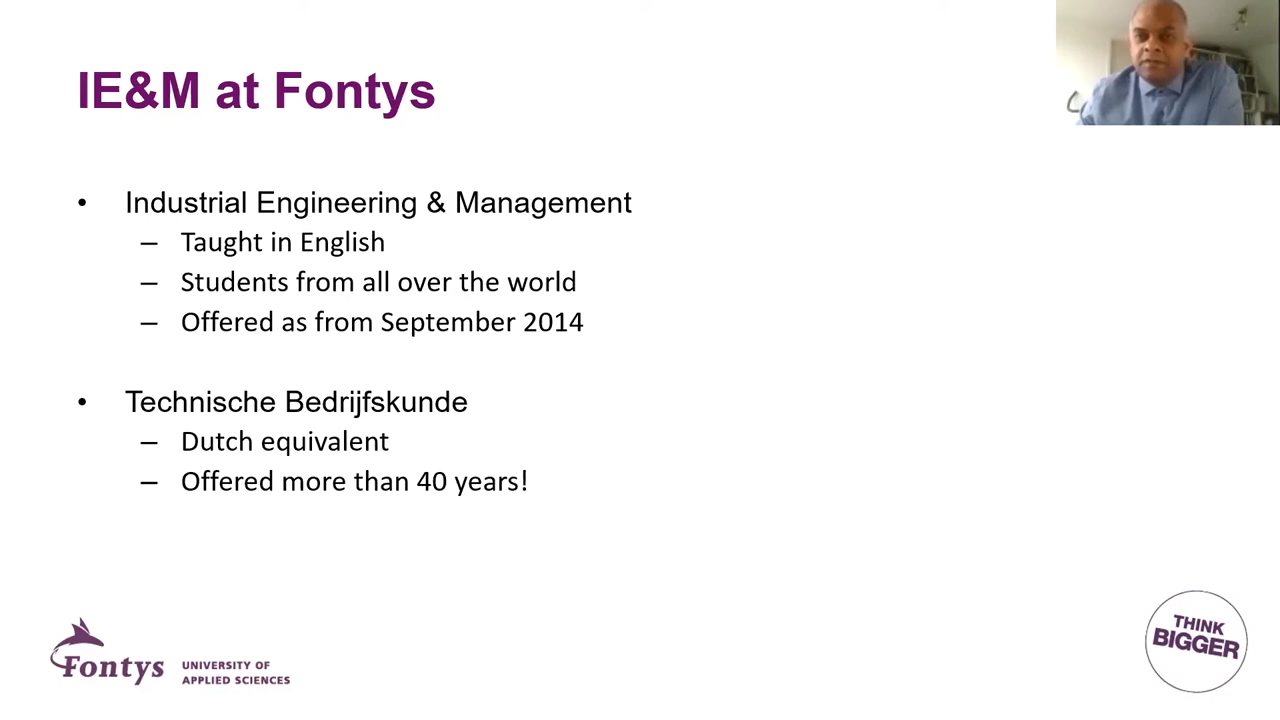 IE&M at Fontys
• Industrial Engineering & Management
– Taught in English
– Students from all over the world
– Offered as from September 2014
• Technische Bedrijfskunde
– Dutch equivalent
– Offered more than 40 years!
Fontys
UNIVERSITY OF
APPLIED SCIENCES
THINK
BIGGER